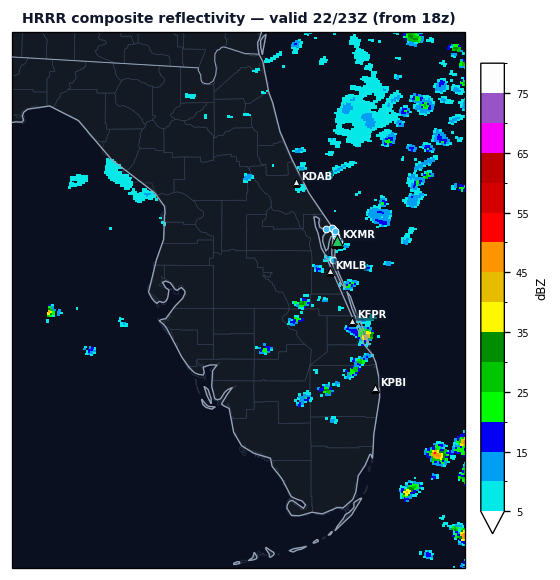 HRRR composite reflectivity — valid 22/23Z (from 18z)
75
65
KDAB
55
KXMR
45
KMLB
dBZ
KFPR
35
25
KPBI
15
5